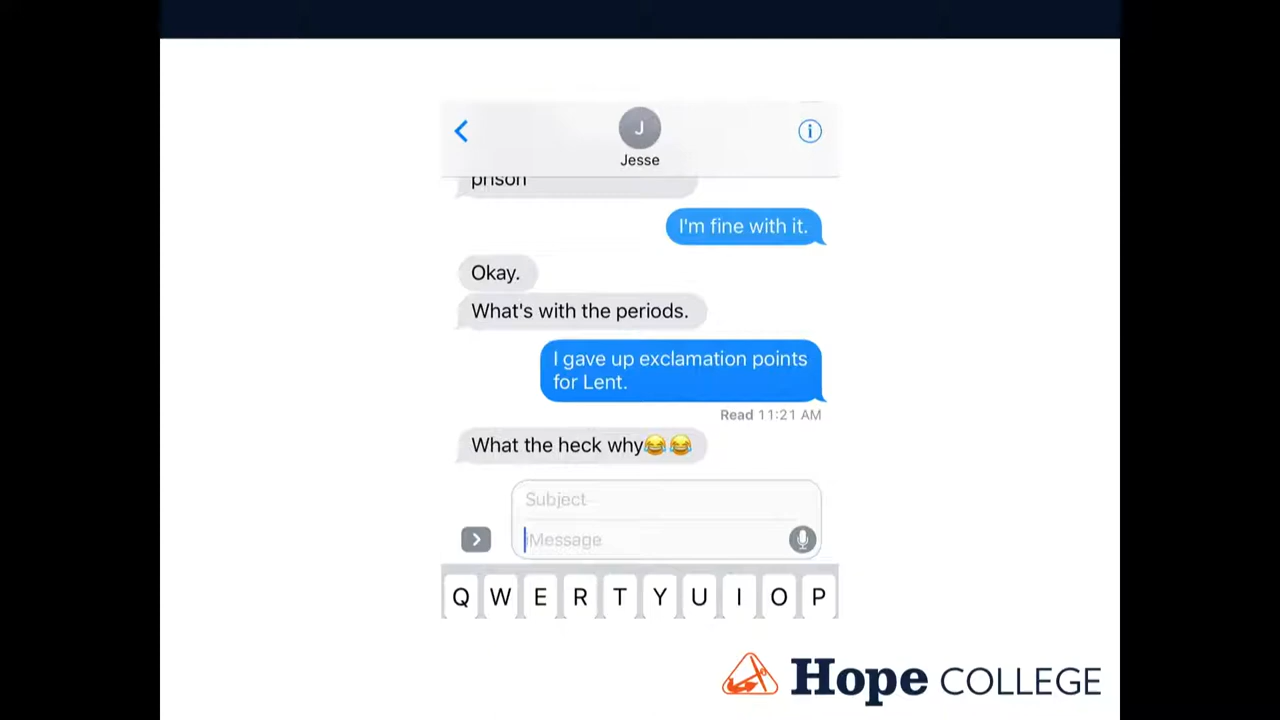 J
Jesse
prison
I'm fine with it.
Okay.
What's with the periods.
I gave up exclamation points
for Lent.
Read 11:21 AM
What the heck why😂😂
Subject
iMessage
Q W E R T Y U I O P
Hope COLLEGE